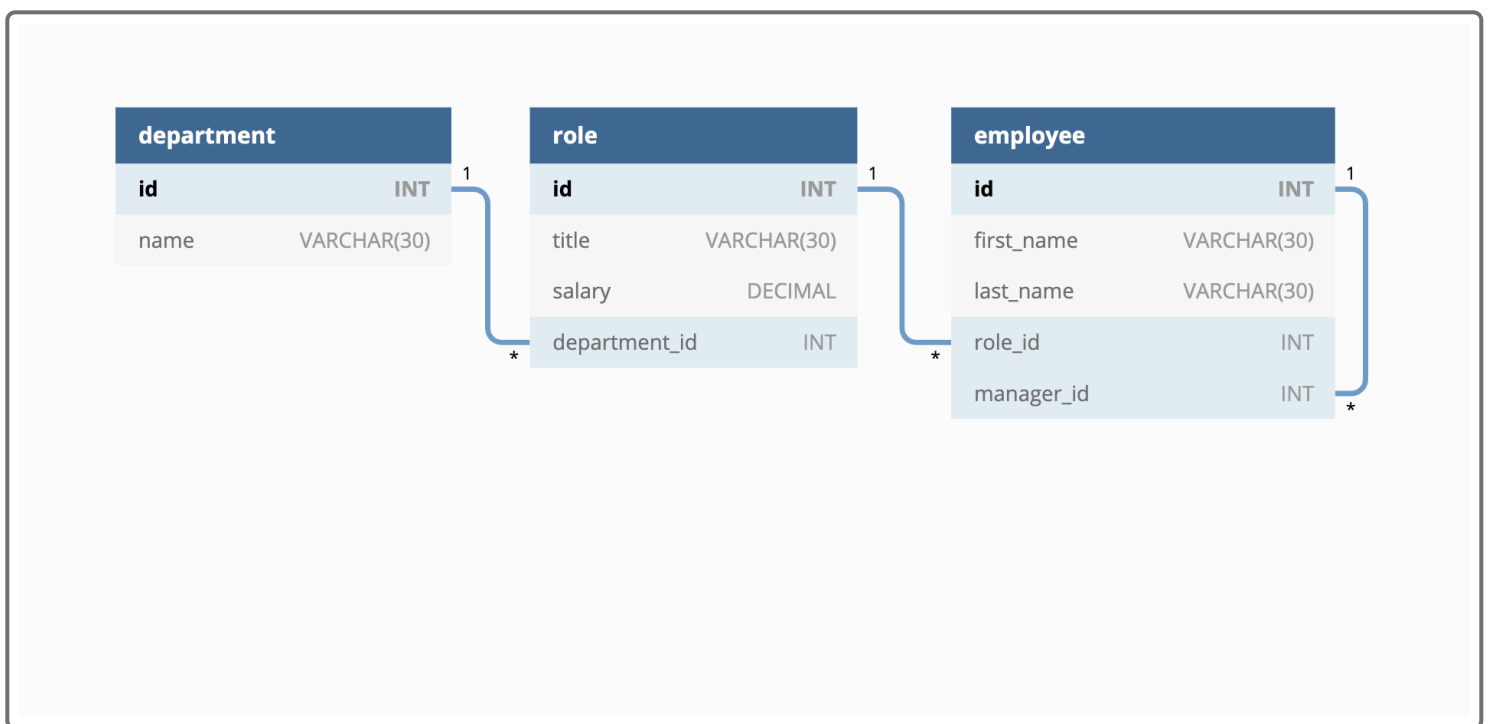 department
id INT
name VARCHAR(30)
1
*
role
id INT
title VARCHAR(30)
salary DECIMAL
department_id INT
1
*
employee
id INT
first_name VARCHAR(30)
last_name VARCHAR(30)
role_id INT
manager_id INT
1
*